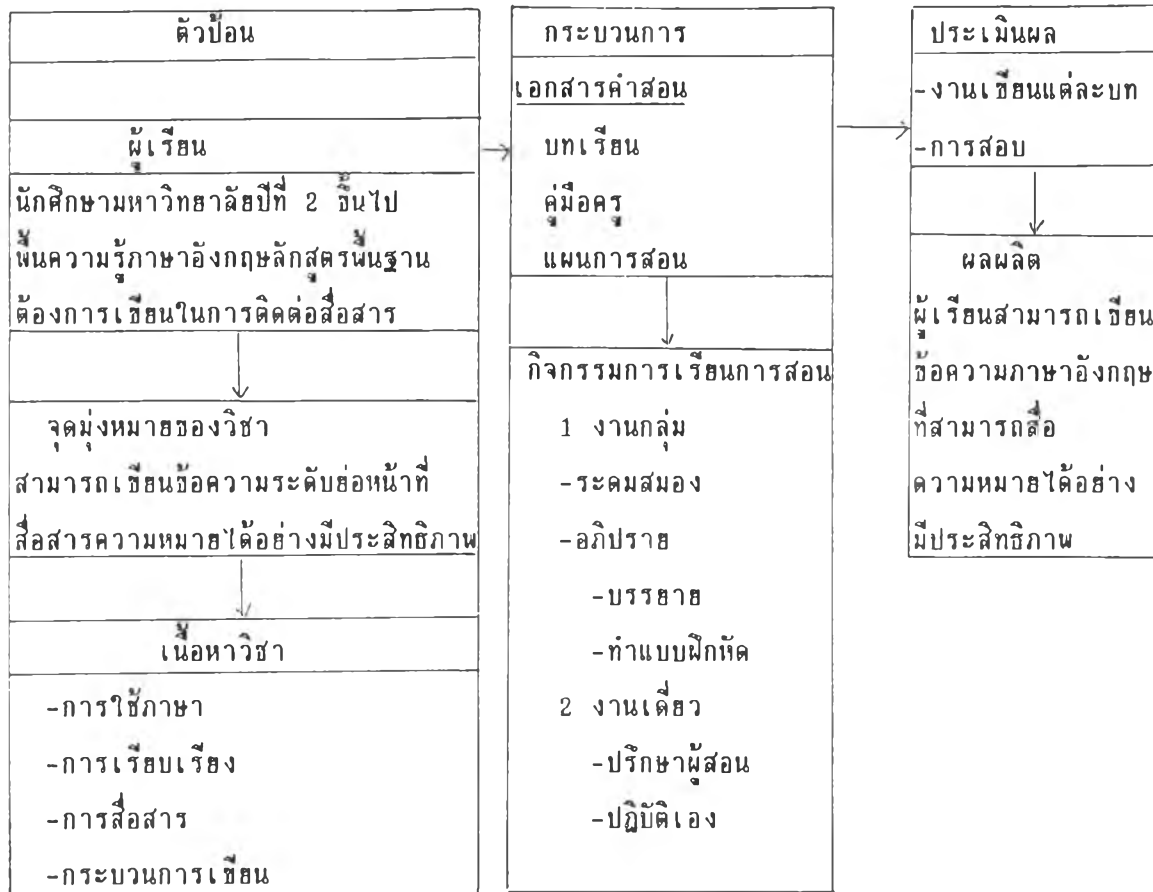 ตัวป้อน
ผู้เรียน
นักศึกษามหาวิทยาลัยปีที่ 2 ขึ้นไป
พื้นความรู้ภาษาอังกฤษลักสูตรพื้นฐาน
ต้องการเขียนในการติดต่อสื่อสาร
จุดมุ่งหมายของวิชา
สามารถเขียนข้อความระดับย่อหน้าที่
สื่อสารความหมายได้อย่างมีประสิทธิภาพ
เนื้อหาวิชา
-การใช้ภาษา
-การเรียบเรียง
-การสื่อสาร
-กระบวนการเขียน
กระบวนการ
เอกสารคำสอน
บทเรียน
คู่มือครู
แผนการสอน
กิจกรรมการเรียนการสอน
1 งานกลุ่ม
-ระดมสมอง
-อภิปราย
-บรรยาย
-ทำแบบฝึกหัด
2 งานเดี่ยว
-ปรึกษาผู้สอน
-ปฏิบัติเอง
ประเมินผล
-งานเขียนแต่ละบท
-การสอบ
ผลผลิต
ผู้เรียนสามารถเขียน
ข้อความภาษาอังกฤษ
ที่สามารถสื่อ
ความหมายได้อย่าง
มีประสิทธิภาพ